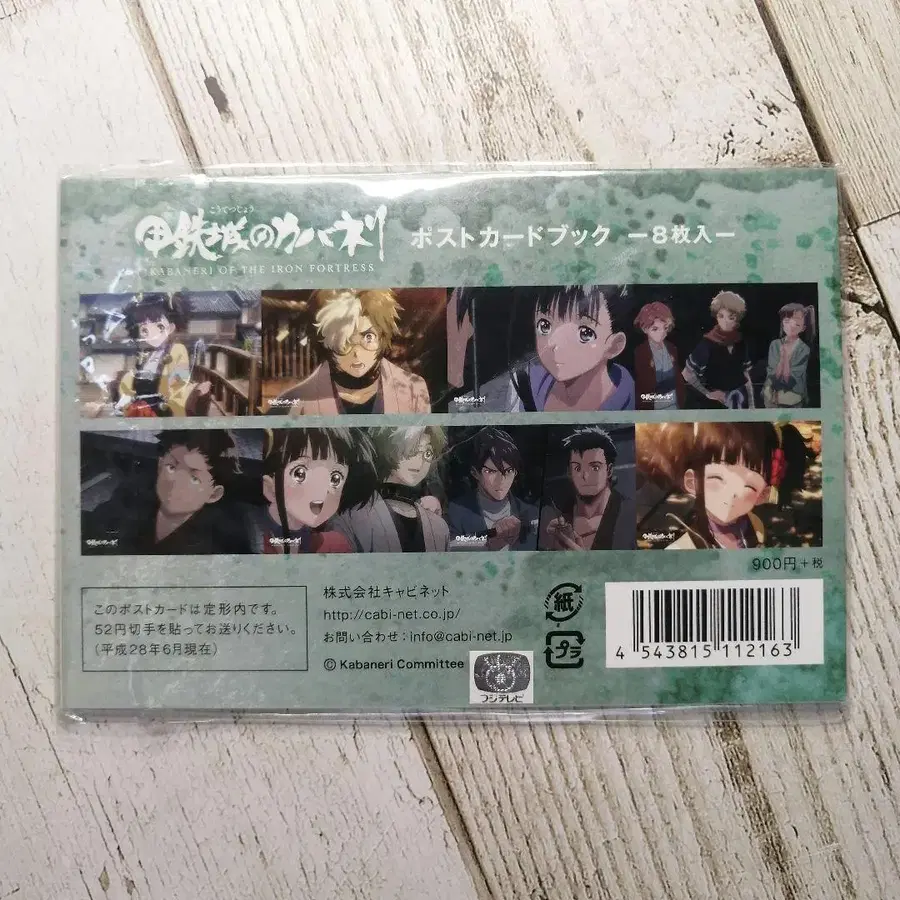 こうてつじょう
甲鉄城のカバネリ
KABANERI OF THE IRON FORTRESS
ポストカードブック ー8枚入ー
900円+税
このポストカードは定形内です。
52円切手を貼ってお送りください。
(平成28年6月現在)
株式会社キャビネット
http://cabi-net.co.jp/
お問い合わせ:info@cabi-net.jp
© Kabaneri Committee
フジテレビ
紙
プラ
4 543815 112163